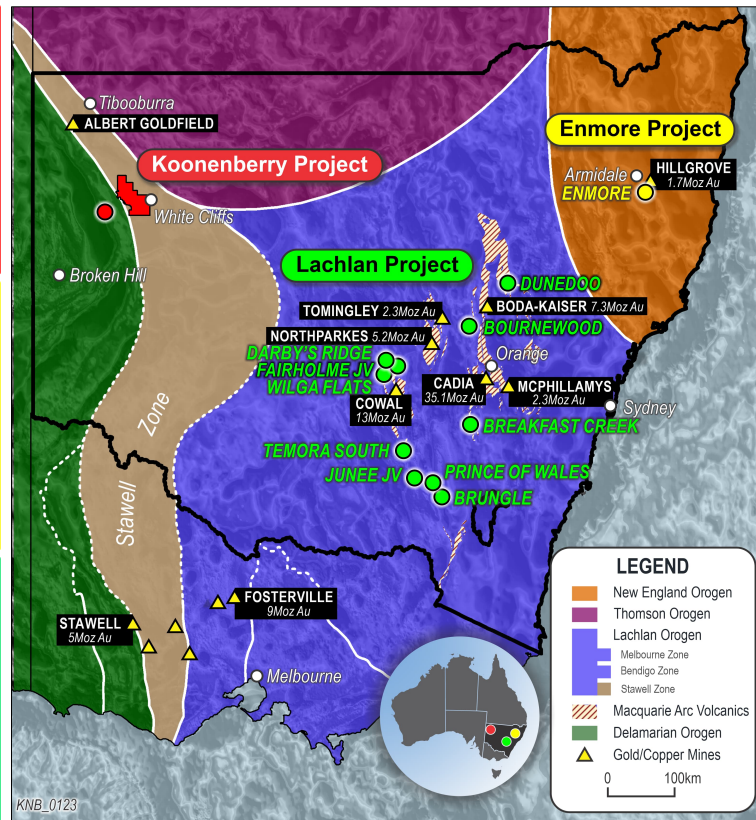 Tibooburra
ALBERT GOLDFIELD
Koonenberry Project
White Cliffs
Broken Hill
Enmore Project
Armidale
HILLGROVE
1.7Moz Au
ENMORE
Lachlan Project
DUNEDOO
TOMINGLEY 2.3Moz Au
BODA-KAISER 7.3Moz Au
NORTHPARKES 5.2Moz Au
BOURNEWOOD
DARBY'S RIDGE
FAIRHOLME JV
WILGA FLATS
Orange
CADIA
35.1Moz Au
MCPHILLAMYS
2.3Moz Au
COWAL
13Moz Au
Sydney
BREAKFAST CREEK
TEMORA SOUTH
JUNEE JV
PRINCE OF WALES
BRUNGLE
Zone
Stawell
FOSTERVILLE
9Moz Au
STAWELL
5Moz Au
Melbourne
LEGEND
New England Orogen
Thomson Orogen
Lachlan Orogen
Melbourne Zone
Bendigo Zone
Stawell Zone
Macquarie Arc Volcanics
Delamarian Orogen
Gold/Copper Mines
0 100km
KNB_0123